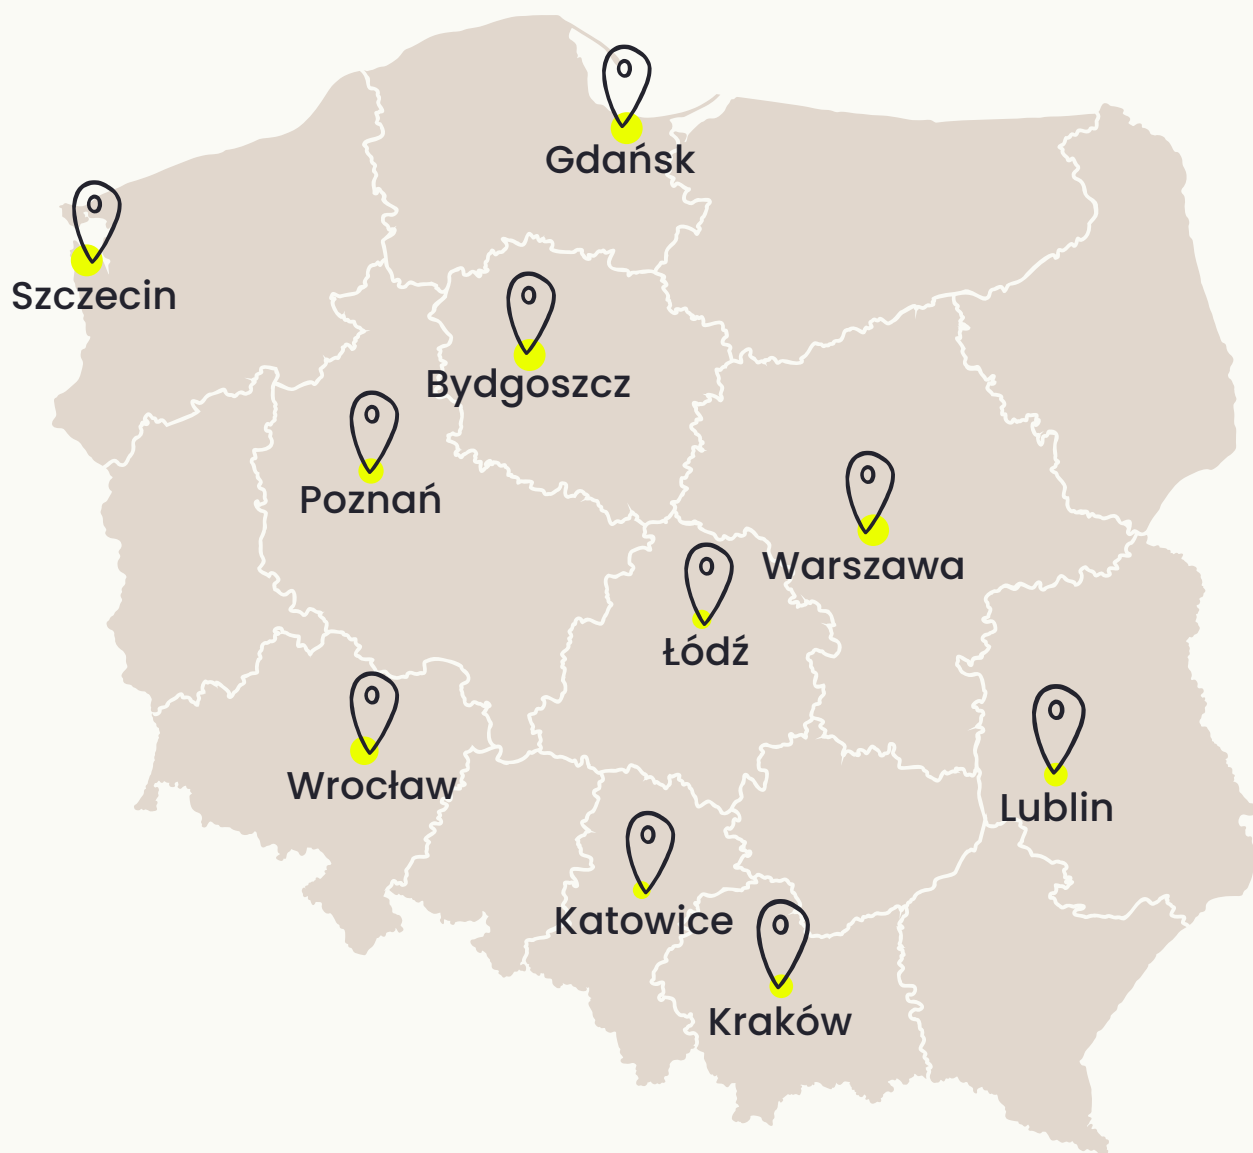 Gdańsk
Szczecin
Bydgoszcz
Poznań
Warszawa
Łódź
Wrocław
Lublin
Katowice
Kraków